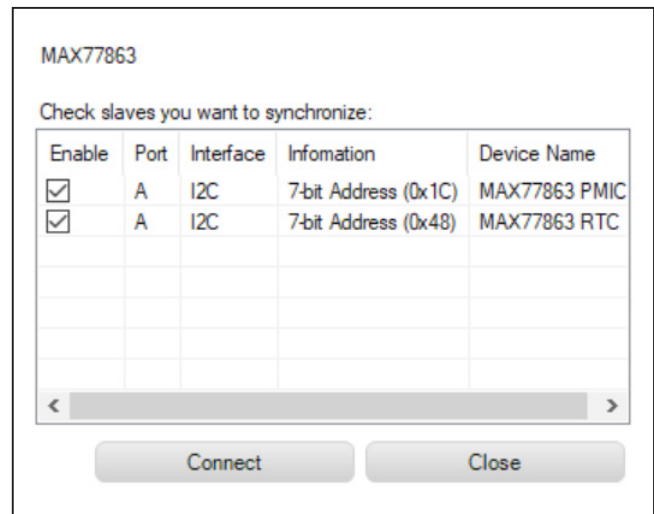 MAX77863
Check slaves you want to synchronize:
Enable Port Interface Infomation Device Name
A I2C 7-bit Address (0x1C) MAX77863 PMIC
A I2C 7-bit Address (0x48) MAX77863 RTC
Connect Close